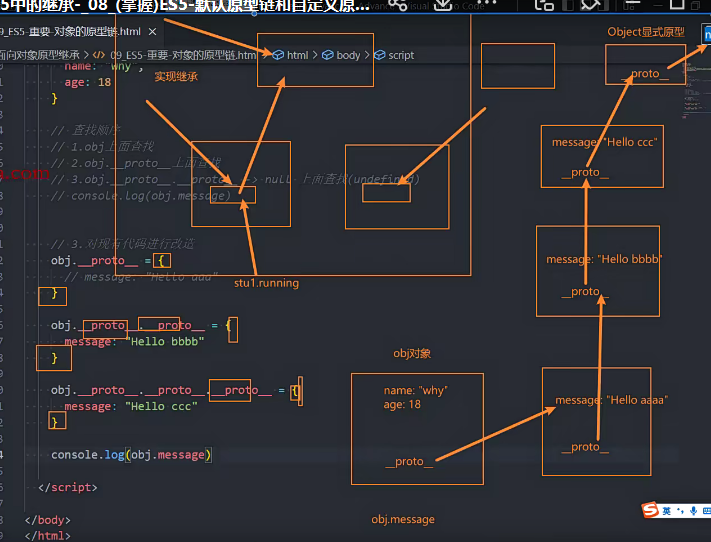 5中的继承- 08_(掌握)ES5-默认原型链和自定义原...
对象的原型链.html
面向对象原型继承 > 09_ES5-重要-对象的原型链.htm > html > body > script
name: "why",
age: 18
}
// 查找顺序
// 1.obj上面查找
// 2.obj.__proto__上面查找
// 3.obj.__proto__.__proto__ -> null 上面查找(undefined)
// console.log(obj.message)
// 3.对现有代码进行改造
obj.__proto__ = {
// message: "Hello aaa"
}
obj.__proto__.__proto__ = {
message: "Hello bbbb"
}
obj.__proto__.__proto__.__proto__ = {
message: "Hello ccc"
}
console.log(obj.message)
</script>
</body>
</html>
实现继承
stu1.running
Object显式原型
__proto__
message: "Hello ccc"
__proto__
message: "Hello bbbb"
__proto__
message: "Hello aaaa"
__proto__
obj对象
name: "why"
age: 18
__proto__
obj.message
英